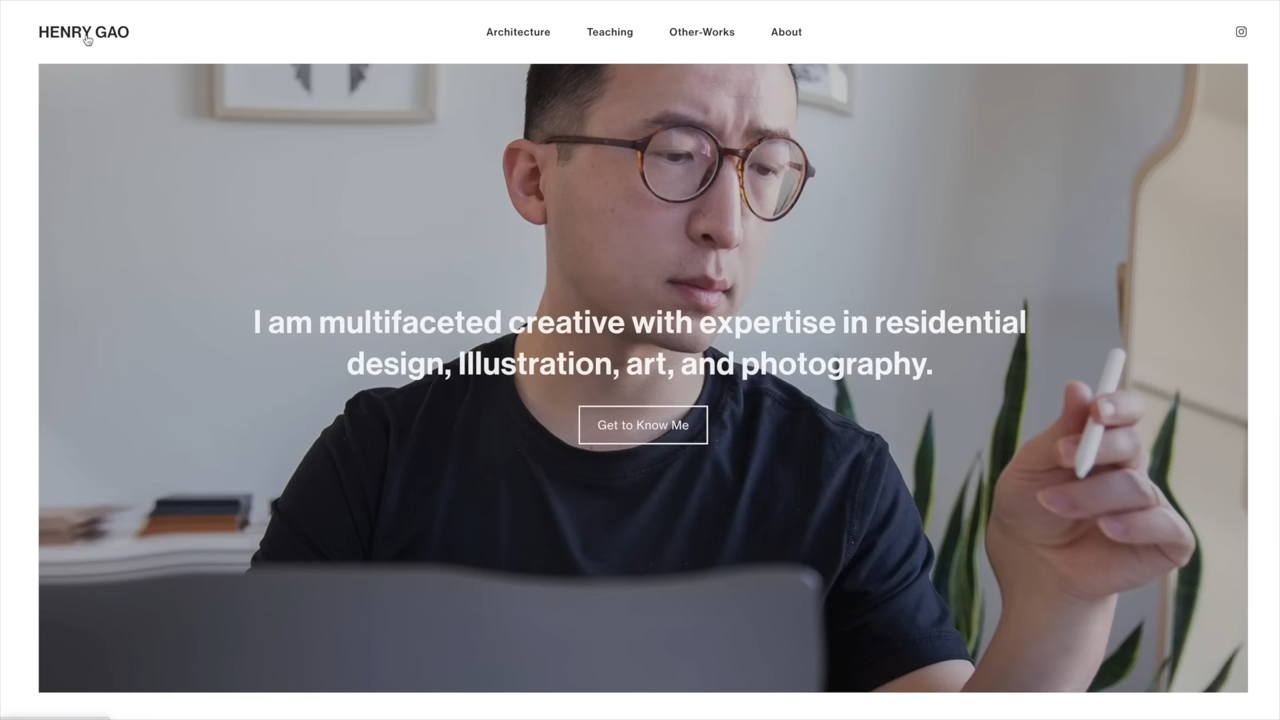 HENRY GAO
Architecture
Teaching
Other-Works
About
I am multifaceted creative with expertise in residential
design, Illustration, art, and photography.
Get to Know Me